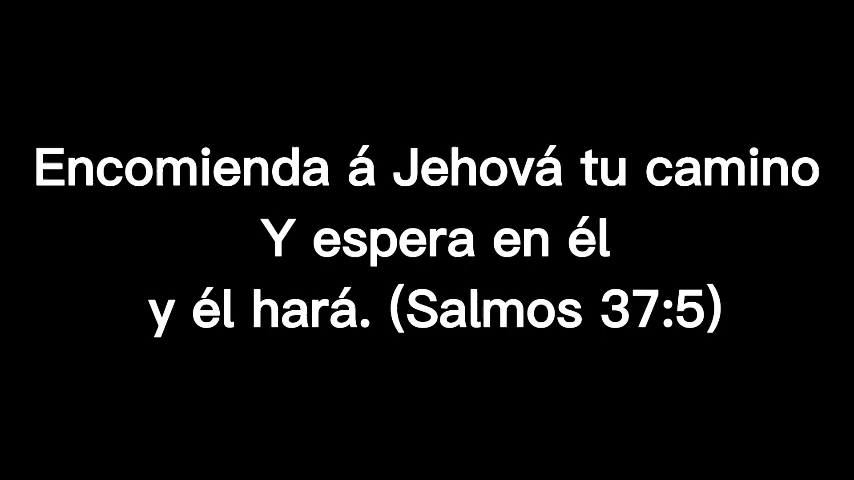 Encomienda á Jehová tu camino
Y espera en él
y él hará. (Salmos 37:5)